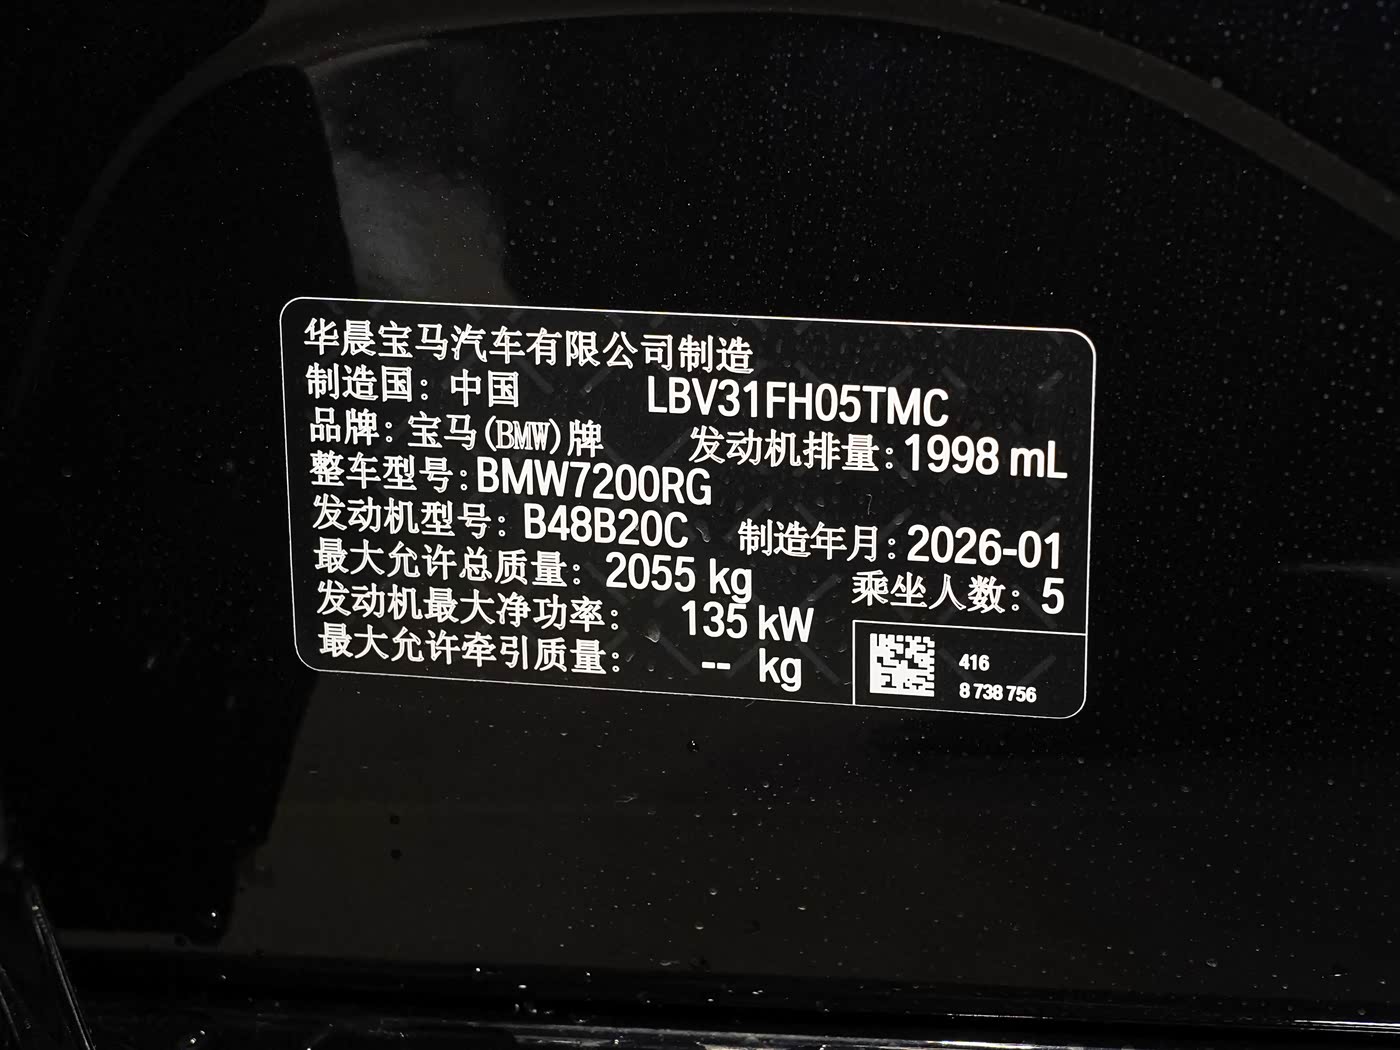 华晨宝马汽车有限公司制造
制造国：中国 LBV31FH05TMC
品牌：宝马(BMW)牌 发动机排量：1998 mL
整车型号：BMW7200RG
发动机型号：B48B20C 制造年月：2026-01
最大允许总质量：2055 kg 乘坐人数：5
发动机最大净功率：135 kW
最大允许牵引质量：-- kg
416
8 738 756